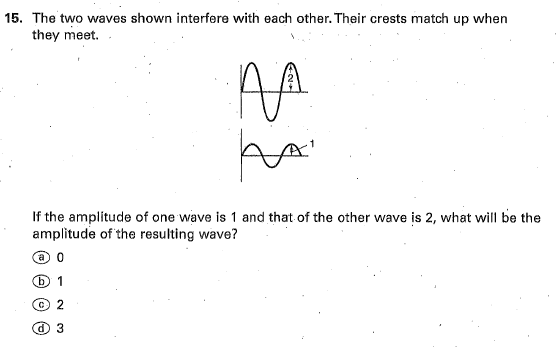 15. The two waves shown interfere with each other. Their crests match up when
they meet.
2
1
If the amplitude of one wave is 1 and that of the other wave is 2, what will be the
amplitude of the resulting wave?
ⓐ 0
ⓑ 1
ⓒ 2
ⓓ 3